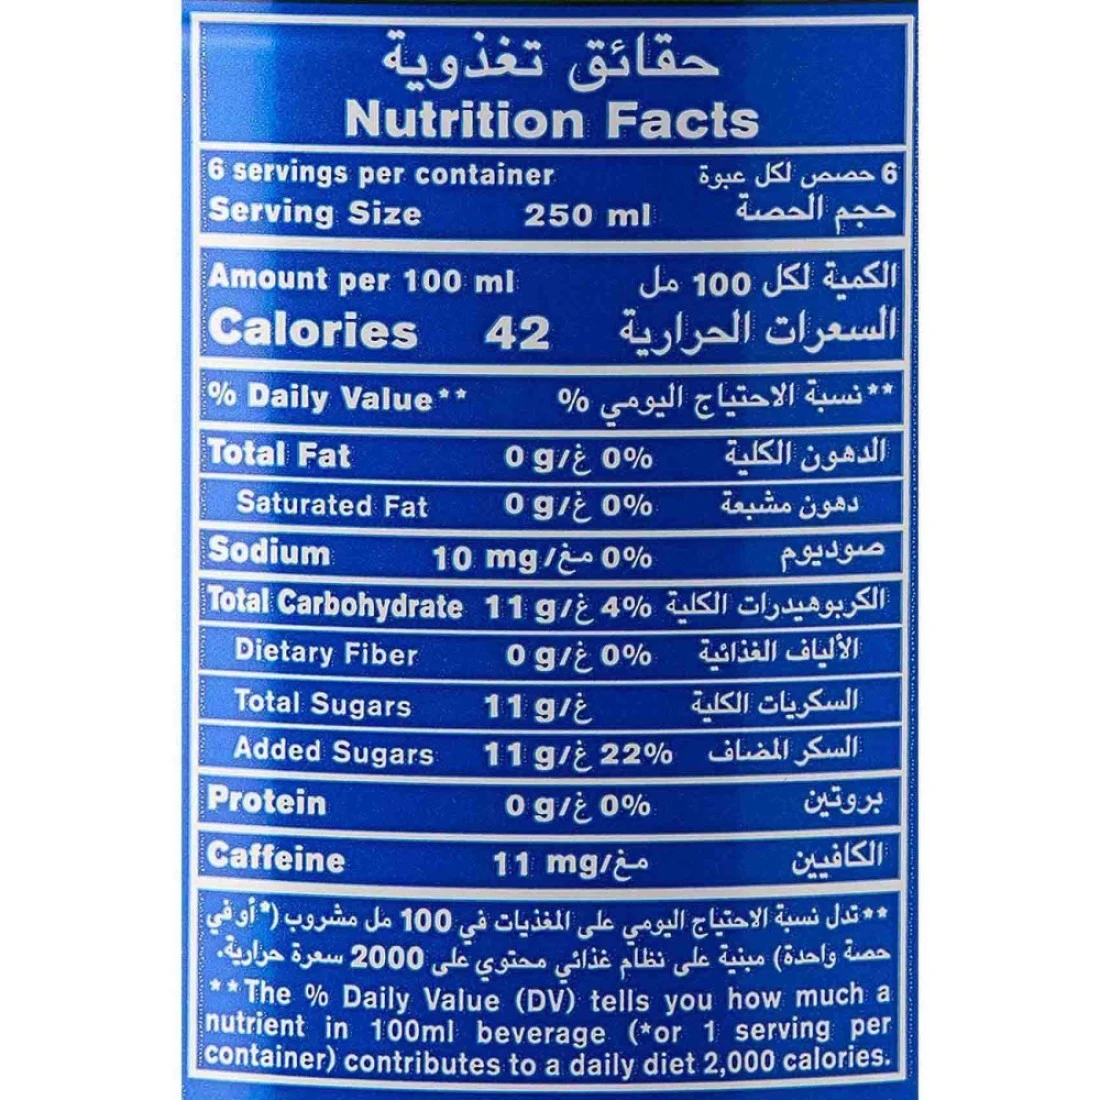 حقائق تغذوية
Nutrition Facts
6 servings per container 6 حصص لكل عبوة
Serving Size 250 ml حجم الحصة
Amount per 100 ml الكمية لكل 100 مل
Calories 42 السعرات الحرارية
% Daily Value** **نسبة الاحتياج اليومي %
Total Fat 0 g/غ 0% الدهون الكلية
Saturated Fat 0 g/غ 0% دهون مشبعة
Sodium 10 mg/مغ 0% صوديوم
Total Carbohydrate 11 g/غ 4% الكربوهيدرات الكلية
Dietary Fiber 0 g/غ 0% الألياف الغذائية
Total Sugars 11 g/غ السكريات الكلية
Added Sugars 11 g/غ 22% السكر المضاف
Protein 0 g/غ 0% بروتين
Caffeine 11 mg/مغ الكافيين
**تدل نسبة الاحتياج اليومي على المغذيات في 100 مل مشروب (*أو في
حصة واحدة) مبنية على نظام غذائي محتوي على 2000 سعرة حرارية.
**The % Daily Value (DV) tells you how much a
nutrient in 100ml beverage (*or 1 serving per
container) contributes to a daily diet 2,000 calories.